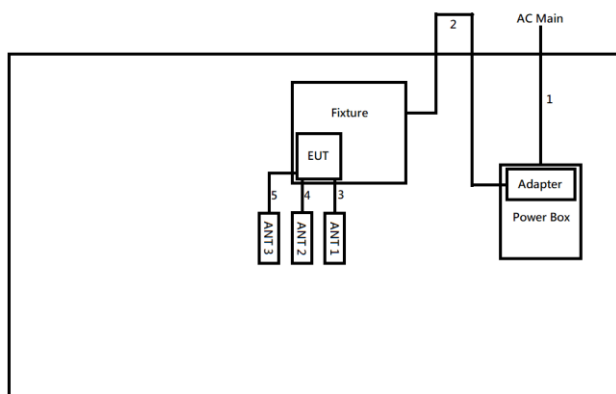 2
AC Main
1
Fixture
EUT
Adapter
Power Box
5
4
3
ANT 3
ANT 2
ANT 1